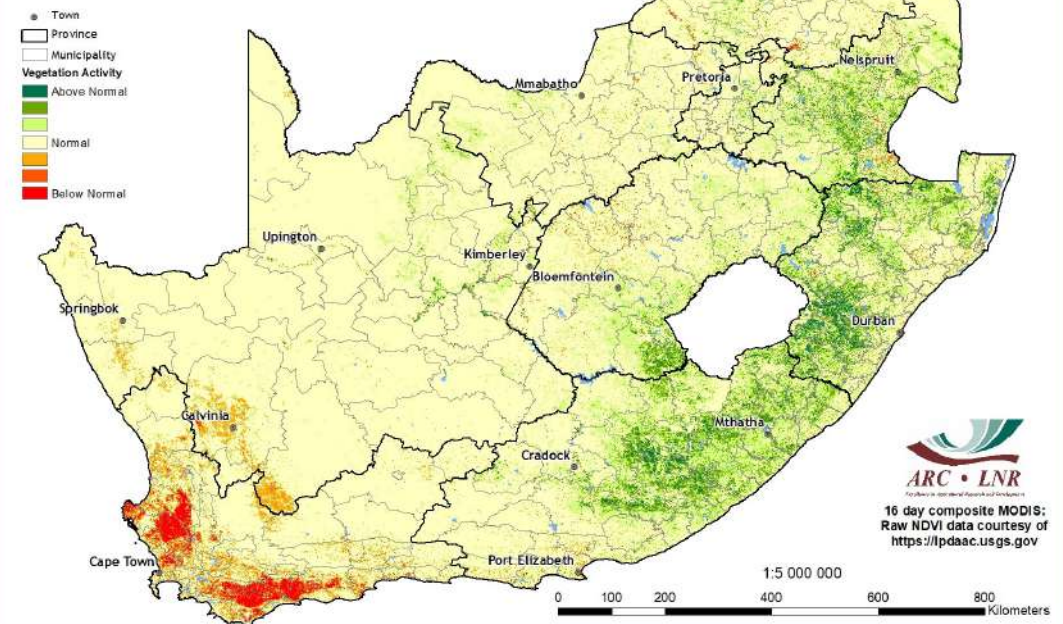 Town
Province
Municipality
Vegetation Activity
Above Normal
Normal
Below Normal
Mmabatho
Pretoria
Nelspruit
Upington
Kimberley
Bloemfontein
Springbok
Durban
Calvinia
Mthatha
Cradock
Cape Town
Port Elizabeth
ARC • LNR
16 day composite MODIS:
Raw NDVI data courtesy of
https://lpdaac.usgs.gov
1:5 000 000
0 100 200 400 600 800
Kilometers